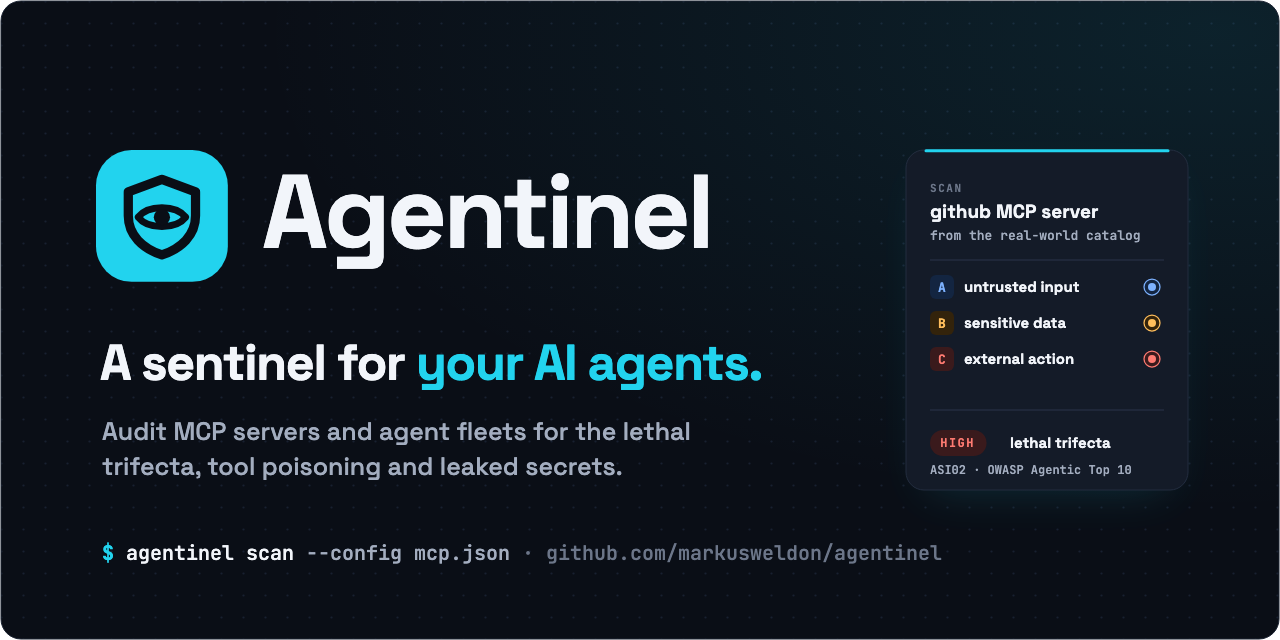 Agentinel
A sentinel for your AI agents.
Audit MCP servers and agent fleets for the lethal
trifecta, tool poisoning and leaked secrets.
$ agentinel scan --config mcp.json · github.com/markusweldon/agentinel
SCAN
github MCP server
from the real-world catalog
A untrusted input
B sensitive data
C external action
HIGH lethal trifecta
ASI02 · OWASP Agentic Top 10